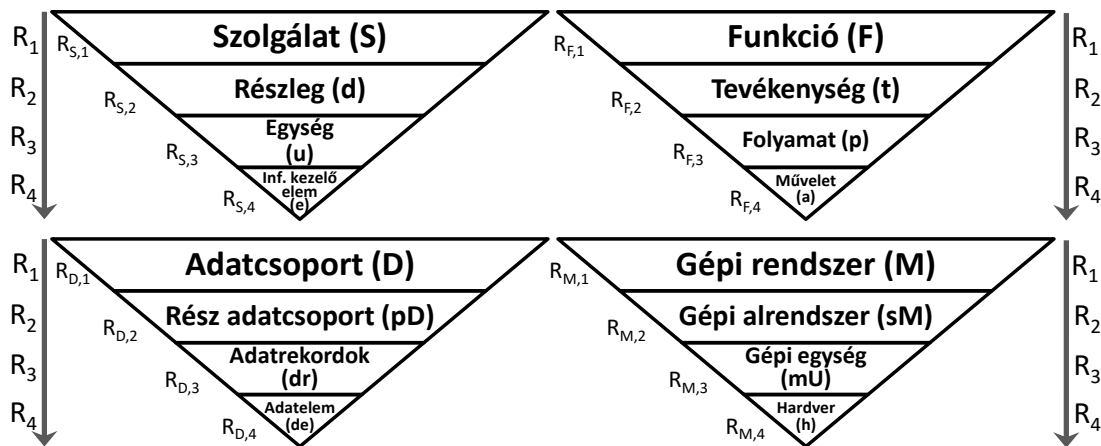 R1
R2
R3
R4
RS,1
RS,2
RS,3
RS,4
Szolgálat (S)
Részleg (d)
Egység
(u)
Inf. kezelő
elem
(e)
RF,1
RF,2
RF,3
RF,4
Funkció (F)
Tevékenység (t)
Folyamat (p)
Művelet
(a)
R1
R2
R3
R4
R1
R2
R3
R4
RD,1
RD,2
RD,3
RD,4
Adatcsoport (D)
Rész adatcsoport (pD)
Adatrekordok
(dr)
Adatelem
(de)
RM,1
RM,2
RM,3
RM,4
Gépi rendszer (M)
Gépi alrendszer (sM)
Gépi egység
(mU)
Hardver
(h)
R1
R2
R3
R4